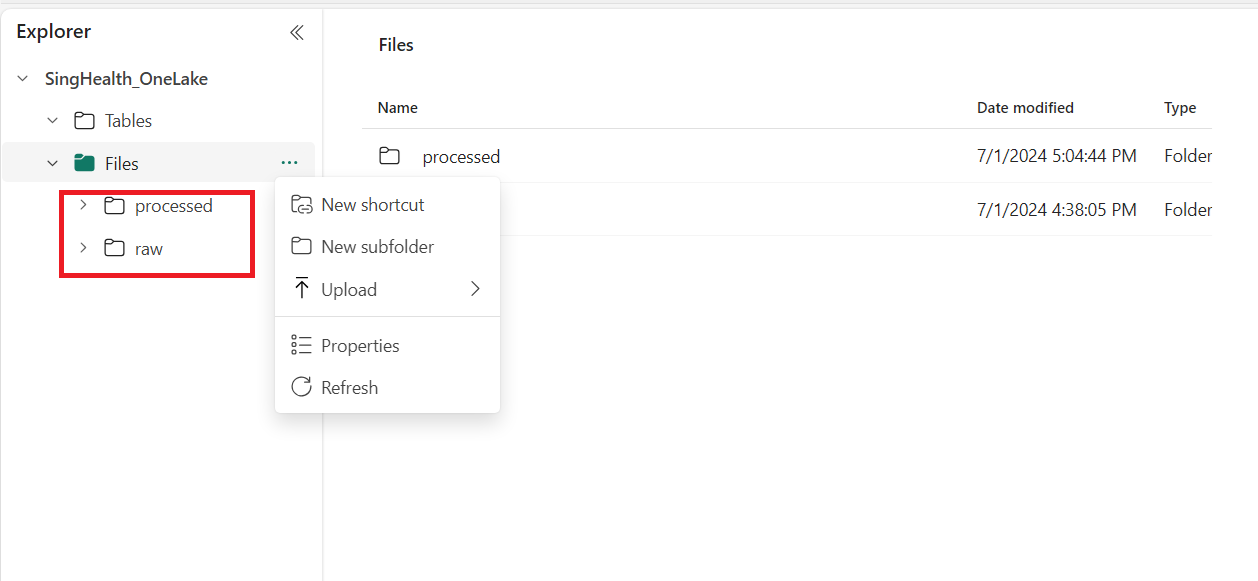 Explorer
SingHealth_OneLake
Tables
Files
processed
raw
New shortcut
New subfolder
Upload
Properties
Refresh
Files
Name Date modified Type
processed 7/1/2024 5:04:44 PM Folder
7/1/2024 4:38:05 PM Folder